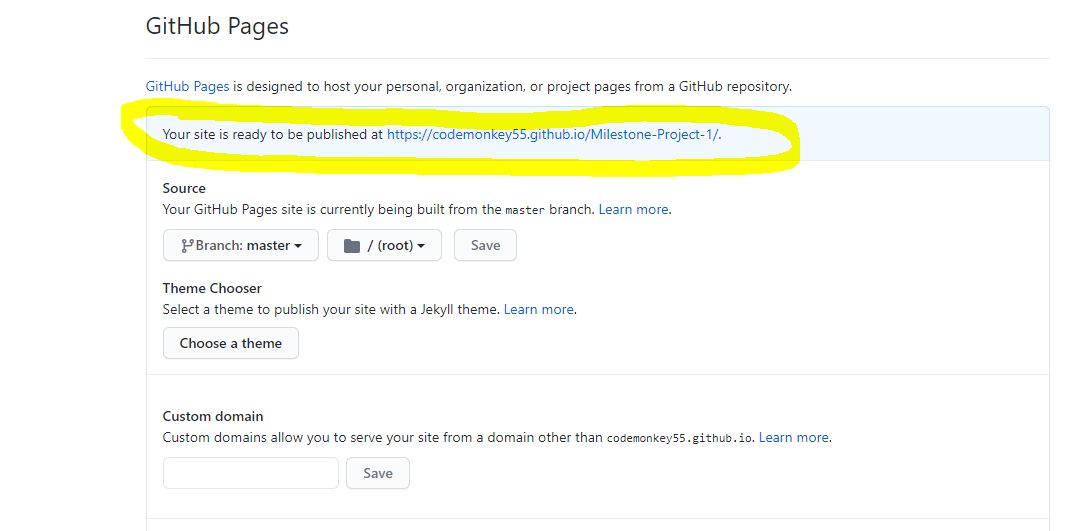 GitHub Pages
GitHub Pages is designed to host your personal, organization, or project pages from a GitHub repository.
Your site is ready to be published at https://codemonkey55.github.io/Milestone-Project-1/.
Source
Your GitHub Pages site is currently being built from the master branch. Learn more.
Branch: master / (root) Save
Theme Chooser
Select a theme to publish your site with a Jekyll theme. Learn more.
Choose a theme
Custom domain
Custom domains allow you to serve your site from a domain other than codemonkey55.github.io. Learn more.
Save